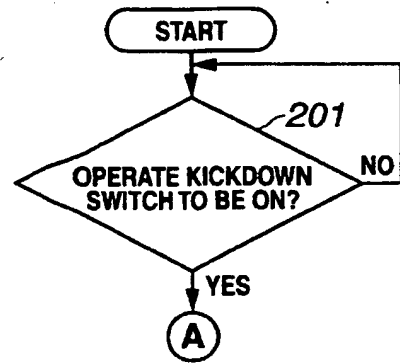 START
201
OPERATE KICKDOWN
SWITCH TO BE ON?
NO
YES
A